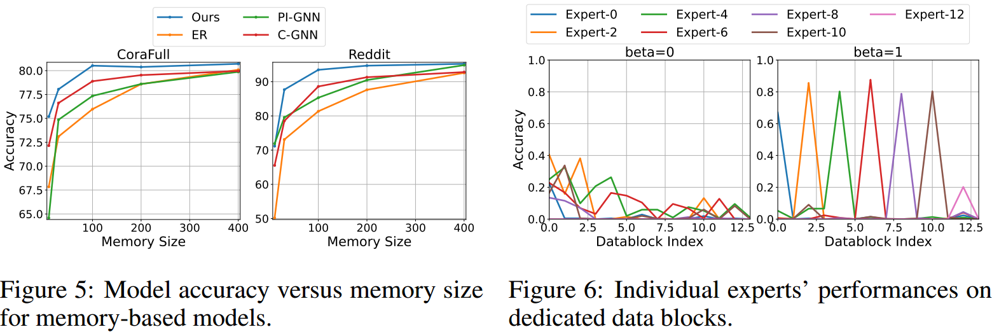 Ours
PI-GNN
ER
C-GNN
CoraFull
Reddit
Accuracy
80.0
77.5
75.0
72.5
70.0
67.5
65.0
100
200
300
400
Memory Size
90
80
70
60
50
100
200
300
400
Memory Size
Expert-0
Expert-4
Expert-8
Expert-12
Expert-2
Expert-6
Expert-10
beta=0
beta=1
Accuracy
1.0
0.8
0.6
0.4
0.2
0.0
0.0
2.5
5.0
7.5
10.0
12.5
Datablock Index
1.0
0.8
0.6
0.4
0.2
0.0
0.0
2.5
5.0
7.5
10.0
12.5
Datablock Index
Figure 5: Model accuracy versus memory size
for memory-based models.
Figure 6: Individual experts’ performances on
dedicated data blocks.